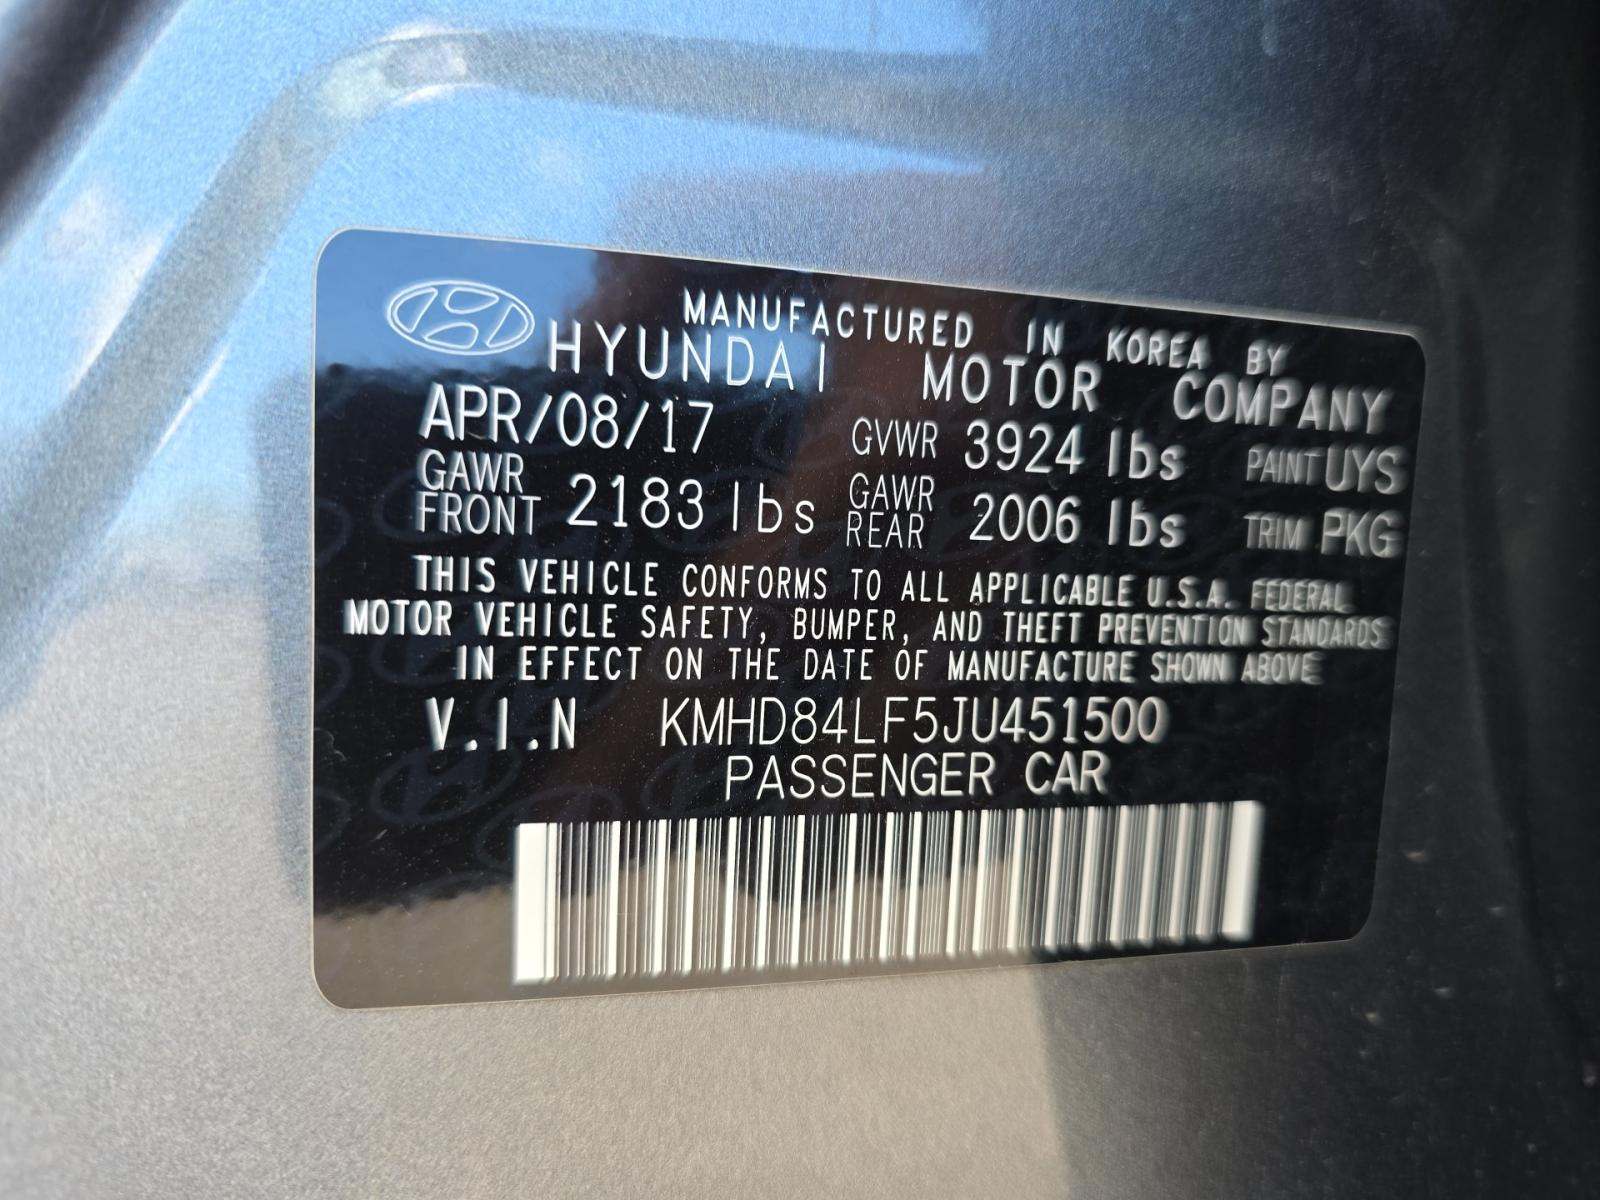 MANUFACTURED IN KOREA BY
HYUNDAI MOTOR COMPANY
APR/08/17 GVWR 3924 lbs PAINT UYS
GAWR FRONT 2183 lbs GAWR REAR 2006 lbs TRIM PKG
THIS VEHICLE CONFORMS TO ALL APPLICABLE U.S.A. FEDERAL
MOTOR VEHICLE SAFETY, BUMPER, AND THEFT PREVENTION STANDARDS
IN EFFECT ON THE DATE OF MANUFACTURE SHOWN ABOVE
V.I.N KMHD84LF5JU451500
PASSENGER CAR